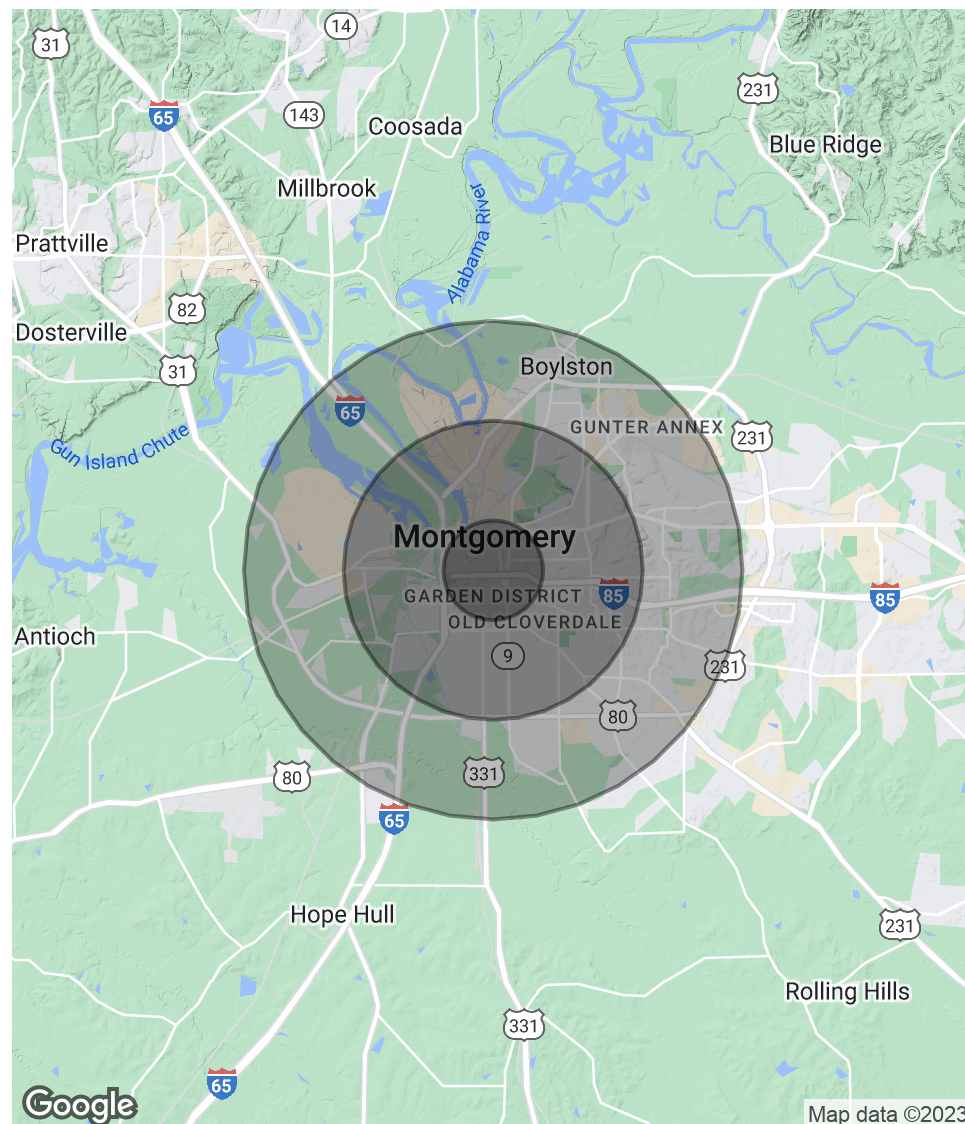 14
31
231
65
143
Coosada
Blue Ridge
Millbrook
Alabama River
Prattville
82
Dosterville
31
Boylston
65
GUNTER ANNEX
231
Gun Island Chute
Montgomery
GARDEN DISTRICT
85
85
OLD CLOVERDALE
Antioch
9
231
80
331
80
65
Hope Hull
231
Rolling Hills
331
65
Google
Map data ©2023